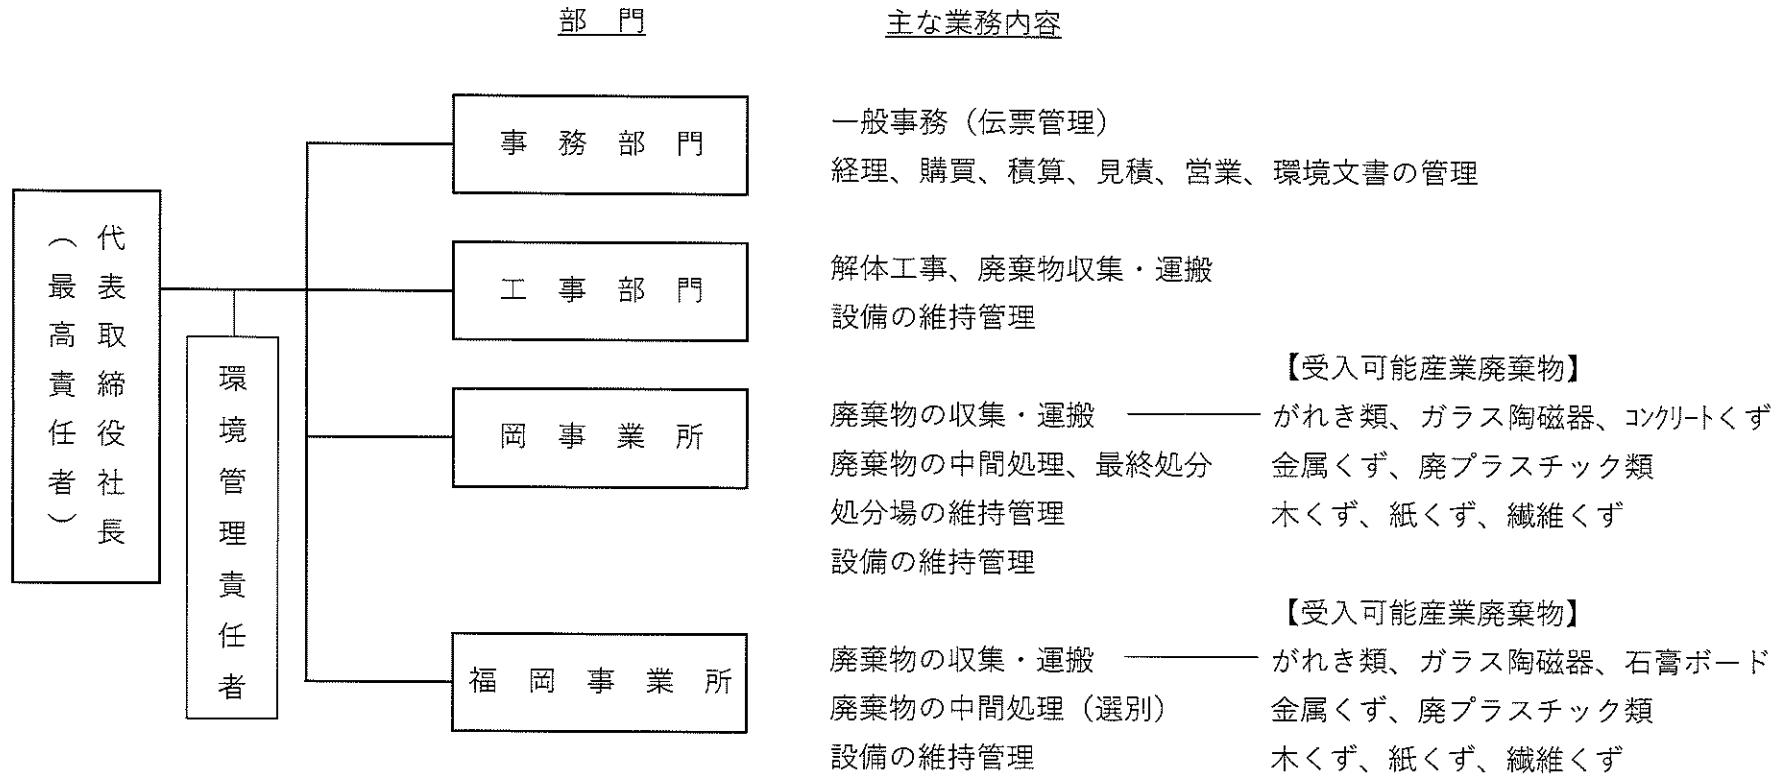 部　門
主な業務内容
代表取締役社長
（最高責任者）
環境管理責任者
事務部門
一般事務（伝票管理）
経理、購買、積算、見積、営業、環境文書の管理
工事部門
解体工事、廃棄物収集・運搬
設備の維持管理
岡事業所
【受入可能産業廃棄物】
廃棄物の収集・運搬 がれき類、ガラス陶磁器、コンクリートくず
廃棄物の中間処理、最終処分 金属くず、廃プラスチック類
処分場の維持管理 木くず、紙くず、繊維くず
設備の維持管理
福岡事業所
【受入可能産業廃棄物】
廃棄物の収集・運搬 がれき類、ガラス陶磁器、石膏ボード
廃棄物の中間処理（選別） 金属くず、廃プラスチック類
設備の維持管理 木くず、紙くず、繊維くず